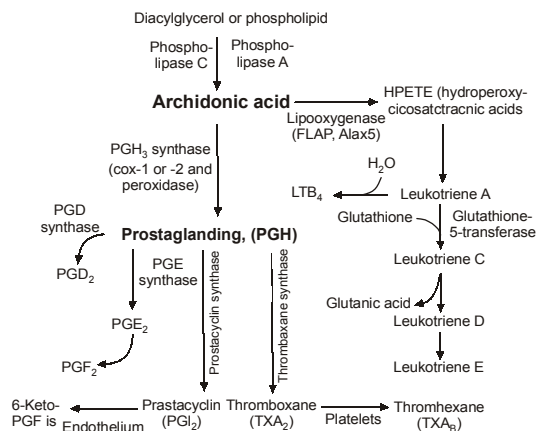 Diacylglycerol or phospholipid
Phospho-
lipase C
Phospho-
lipase A
Archidonic acid
Lipooxygenase
(FLAP, Alax5)
HPETE (hydroperoxy-
cicosatctracnic acids
PGH3 synthase
(cox-1 or -2 and
peroxidase)
H2O
LTB4
Leukotriene A
Glutathione
Glutathione-
5-transferase
PGD
synthase
Prostaglanding, (PGH)
Leukotriene C
PGD2
PGE
synthase
Prostacyclin synthase
Thrombaxane synthase
Glutanic acid
Leukotriene D
PGE2
PGF2
Leukotriene E
6-Keto-
PGF is
Endothelium
Prastacyclin
(PGI2)
Thromboxane
(TXA2)
Platelets
Thromhexane
(TXAB)